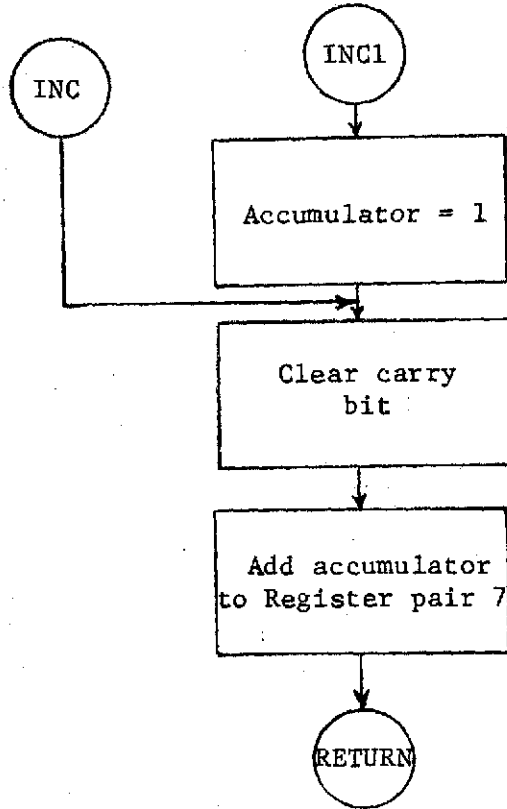 INC
INC1
Accumulator = 1
Clear carry
bit
Add accumulator
to Register pair 7
RETURN